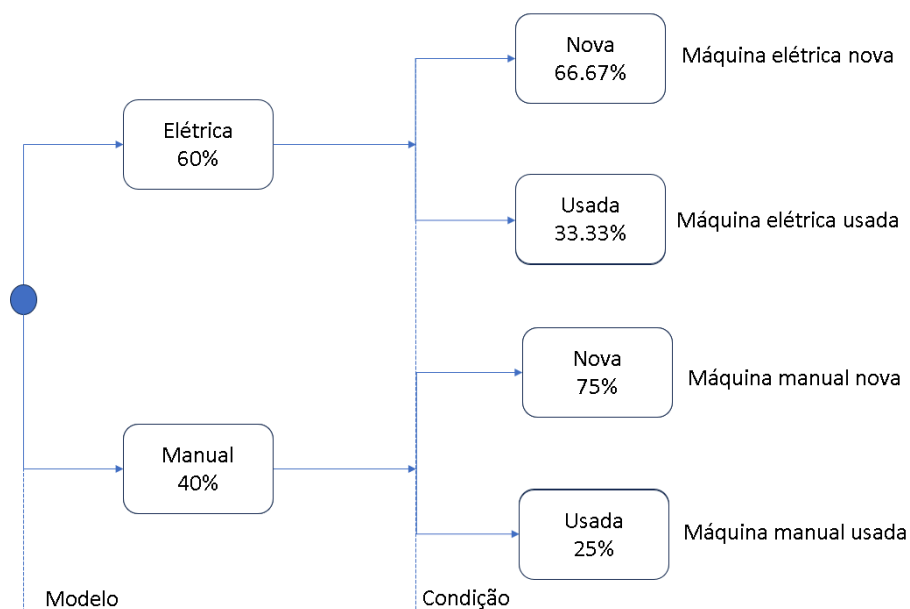 Nova
66.67%
Máquina elétrica nova
Elétrica
60%
Usada
33.33%
Máquina elétrica usada
Nova
75%
Máquina manual nova
Manual
40%
Usada
25%
Máquina manual usada
Modelo
Condição